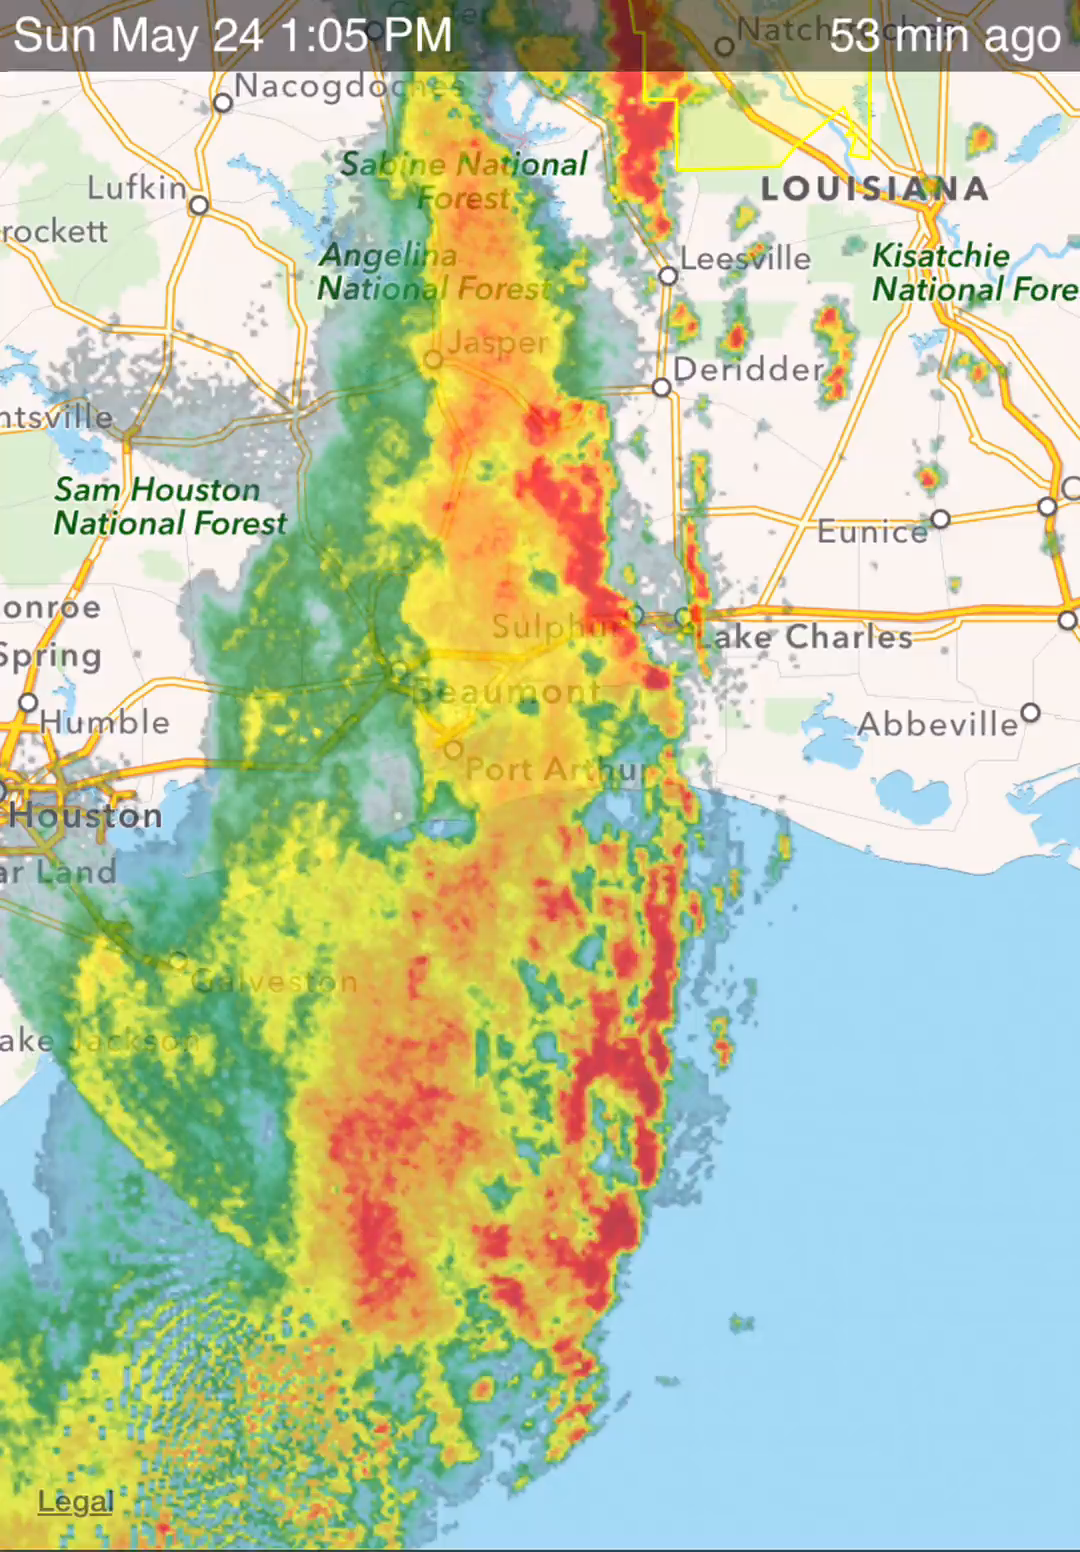 Sun May 24 1:05 PM
53 min ago
Nacogdoches
Sabine National
Forest
Lufkin
LOUISIANA
rockett
Angelina
National Forest
Leesville
Kisatchie
National Fore
Jasper
Deridder
ntsville
Sam Houston
National Forest
Eunice
onroe
Sulphur
Lake Charles
Spring
Beaumont
Humble
Abbeville
Port Arthur
Houston
ar Land
Galveston
ake Jackson
Legal